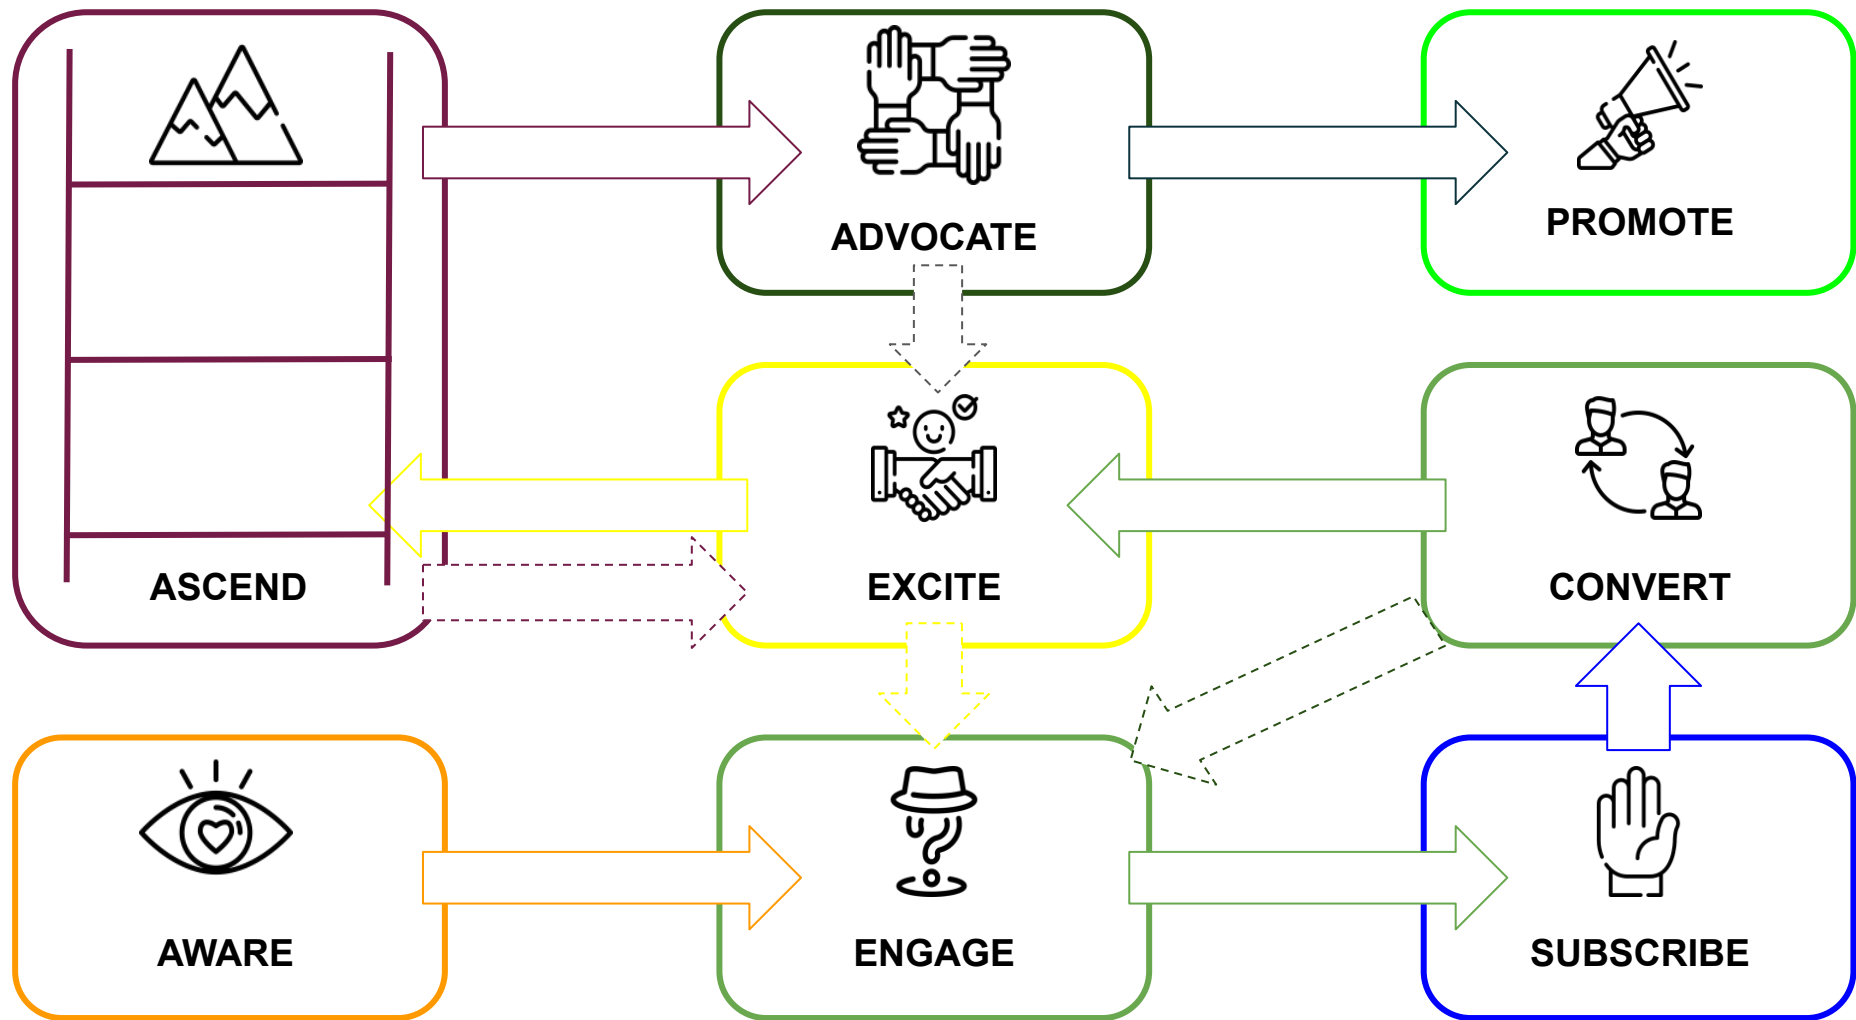 ADVOCATE
PROMOTE
ASCEND
EXCITE
CONVERT
AWARE
ENGAGE
SUBSCRIBE